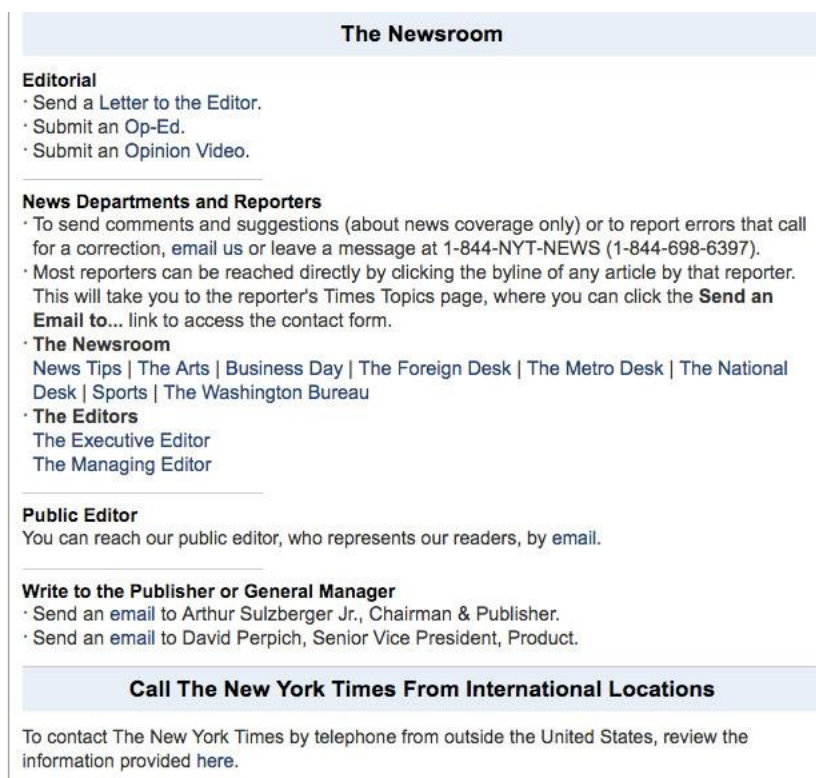 The Newsroom
Editorial
· Send a Letter to the Editor.
· Submit an Op-Ed.
· Submit an Opinion Video.
News Departments and Reporters
· To send comments and suggestions (about news coverage only) or to report errors that call
for a correction, email us or leave a message at 1-844-NYT-NEWS (1-844-698-6397).
· Most reporters can be reached directly by clicking the byline of any article by that reporter.
This will take you to the reporter's Times Topics page, where you can click the Send an
Email to... link to access the contact form.
· The Newsroom
News Tips | The Arts | Business Day | The Foreign Desk | The Metro Desk | The National
Desk | Sports | The Washington Bureau
· The Editors
The Executive Editor
The Managing Editor
Public Editor
You can reach our public editor, who represents our readers, by email.
Write to the Publisher or General Manager
· Send an email to Arthur Sulzberger Jr., Chairman & Publisher.
· Send an email to David Perpich, Senior Vice President, Product.
Call The New York Times From International Locations
To contact The New York Times by telephone from outside the United States, review the
information provided here.